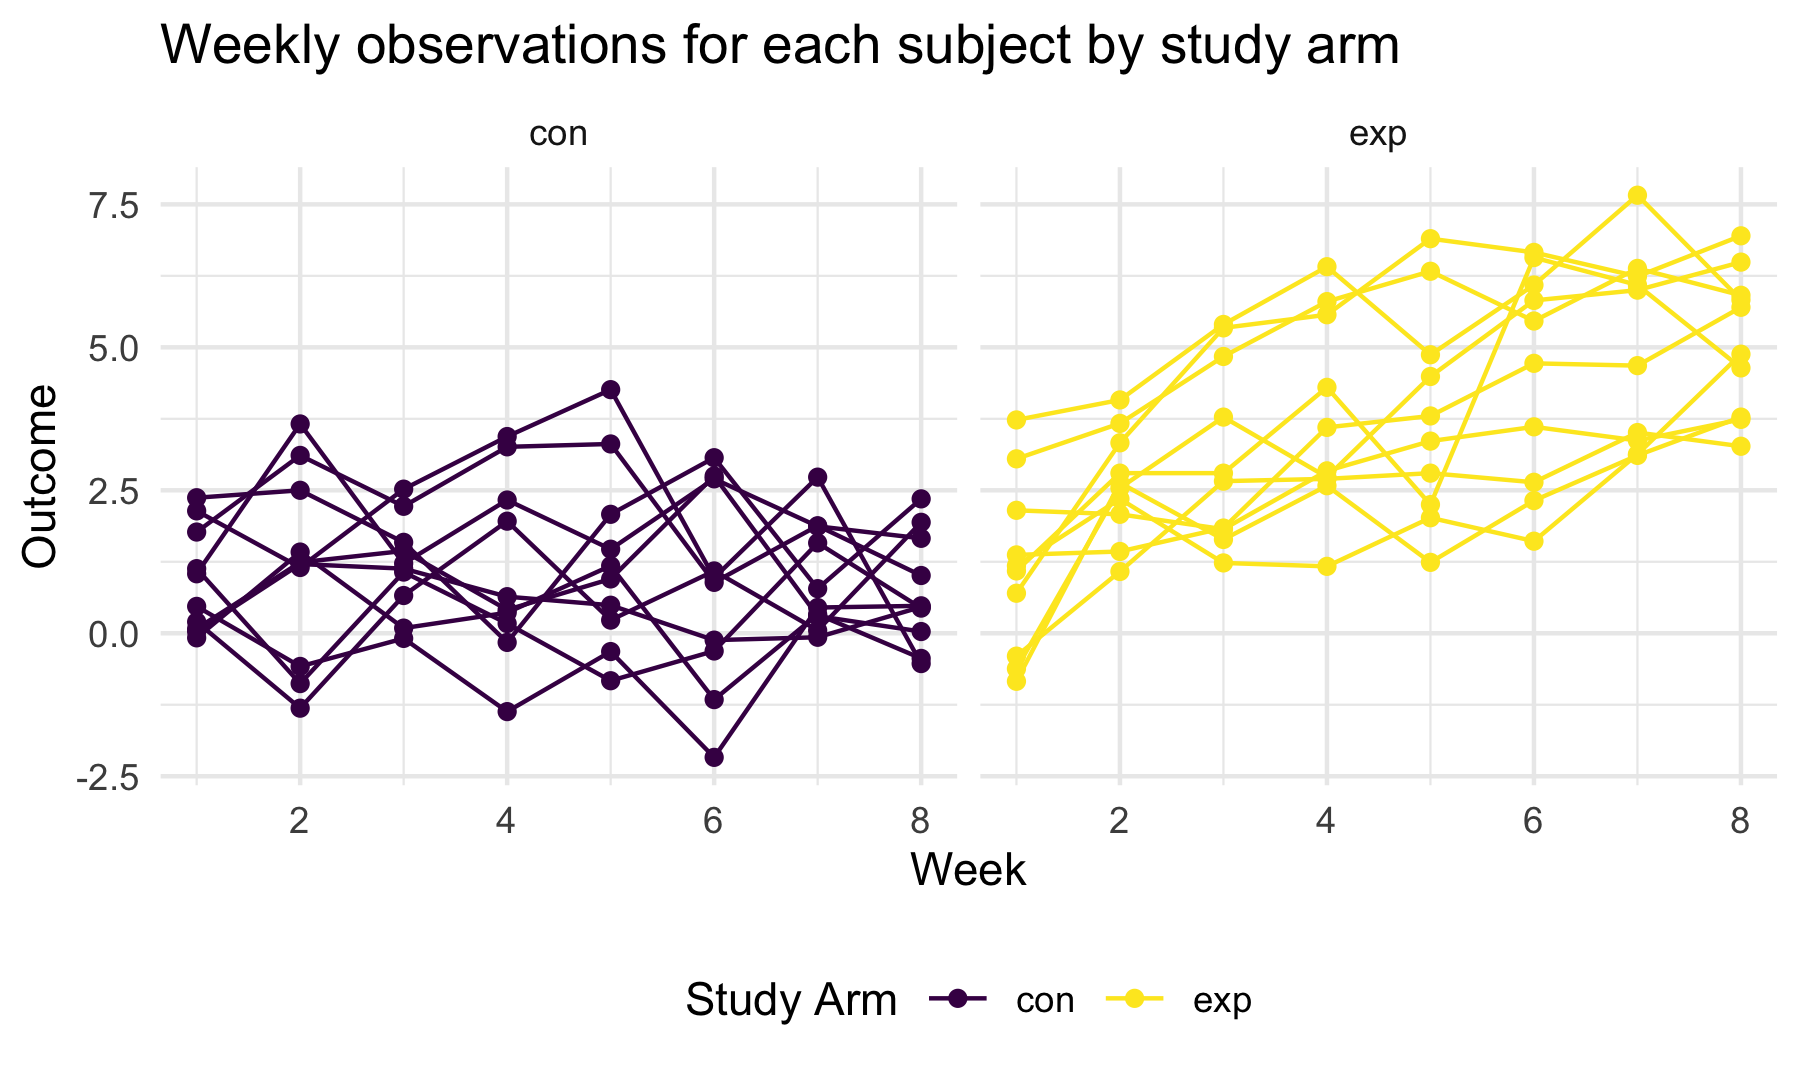 Weekly observations for each subject by study arm
con exp
7.5
5.0
2.5
0.0
-2.5
Outcome
2 4 6 8 2 4 6 8
Week
Study Arm con exp